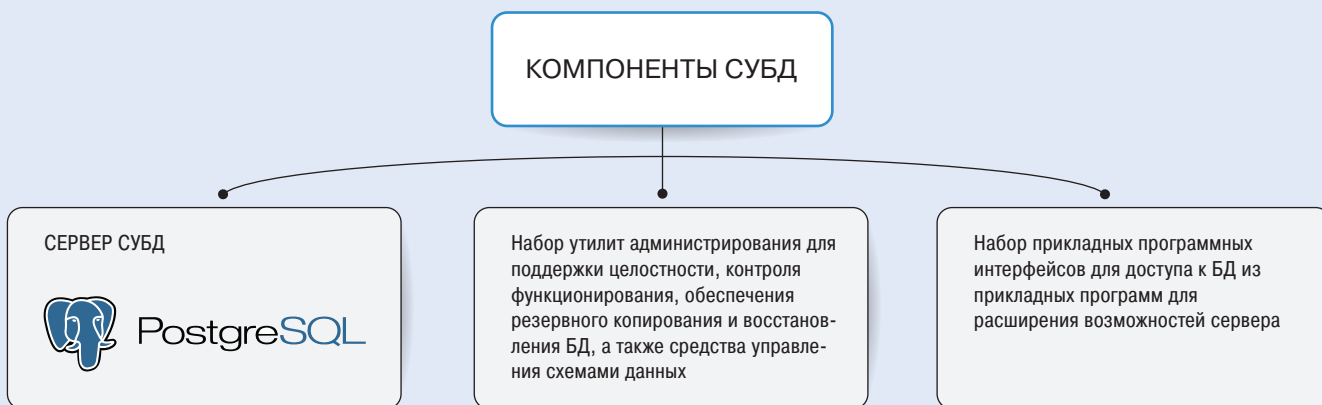 КОМПОНЕНТЫ СУБД
СЕРВЕР СУБД
PostgreSQL
Набор утилит администрирования для
поддержки целостности, контроля
функционирования, обеспечения
резервного копирования и восстанов-
ления БД, а также средства управле-
ния схемами данных
Набор прикладных программных
интерфейсов для доступа к БД из
прикладных программ для
расширения возможностей сервера